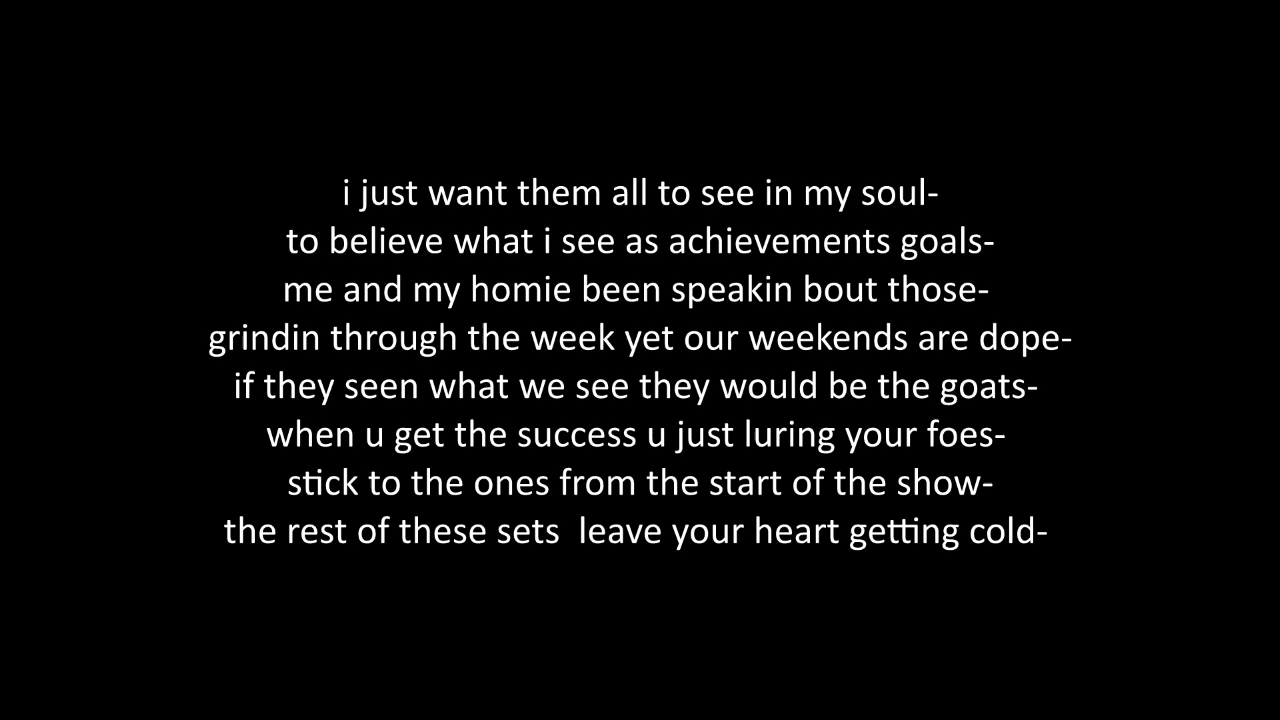 i just want them all to see in my soul-
to believe what i see as achievements goals-
me and my homie been speakin bout those-
grindin through the week yet our weekends are dope-
if they seen what we see they would be the goats-
when u get the success u just luring your foes-
stick to the ones from the start of the show-
the rest of these sets  leave your heart getting cold-